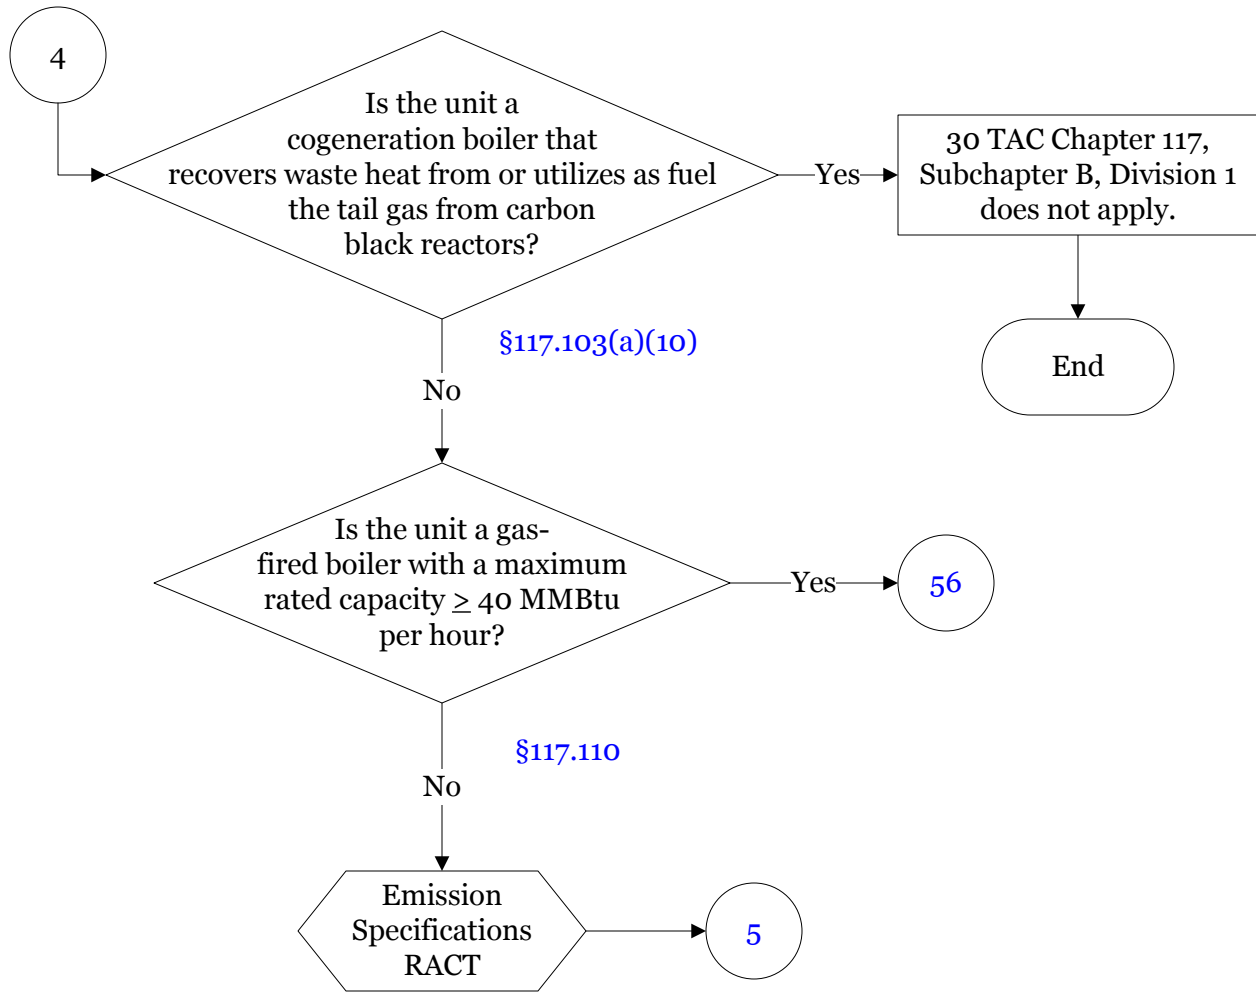 4
Is the unit a
cogeneration boiler that
recovers waste heat from or utilizes as fuel
the tail gas from carbon
black reactors?
Yes
30 TAC Chapter 117,
Subchapter B, Division 1
does not apply.
§117.103(a)(10)
End
No
Is the unit a gas-
fired boiler with a maximum
rated capacity ≥ 40 MMBtu
per hour?
Yes
56
§117.110
No
Emission
Specifications
RACT
5